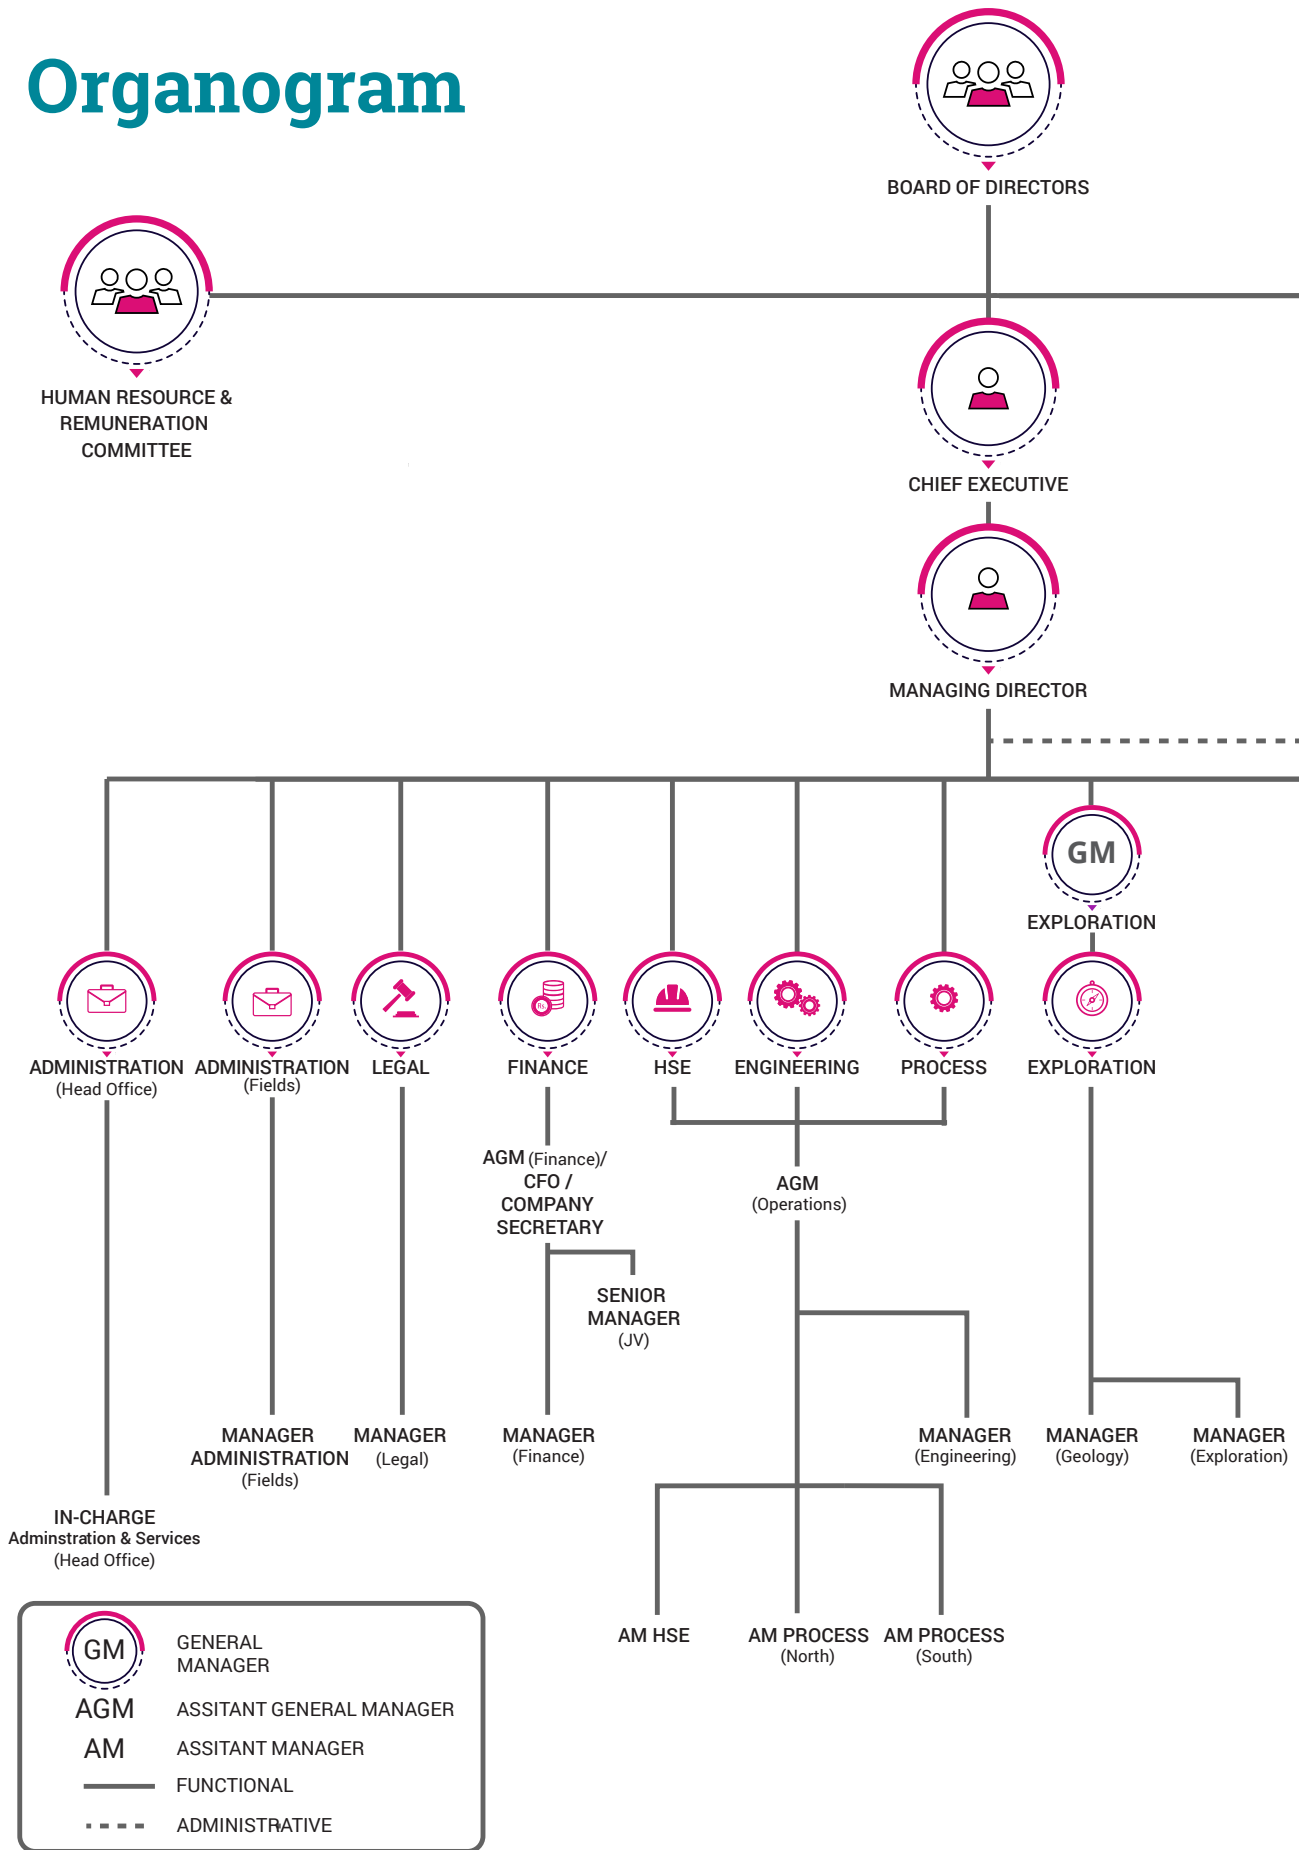 Organogram
BOARD OF DIRECTORS
HUMAN RESOURCE &
REMUNERATION
COMMITTEE
CHIEF EXECUTIVE
MANAGING DIRECTOR
GM
EXPLORATION
Rs.
ADMINISTRATION
(Head Office)
ADMINISTRATION
(Fields)
LEGAL
FINANCE
HSE
ENGINEERING
PROCESS
EXPLORATION
AGM (Finance)/
CFO /
COMPANY
SECRETARY
AGM
(Operations)
SENIOR
MANAGER
(JV)
MANAGER
ADMINISTRATION
(Fields)
MANAGER
(Legal)
MANAGER
(Finance)
MANAGER
(Engineering)
MANAGER
(Geology)
MANAGER
(Exploration)
IN-CHARGE
Adminstration & Services
(Head Office)
AM HSE
AM PROCESS
(North)
AM PROCESS
(South)
GM
GENERAL
MANAGER
AGM ASSITANT GENERAL MANAGER
AM ASSITANT MANAGER
FUNCTIONAL
ADMINISTRATIVE